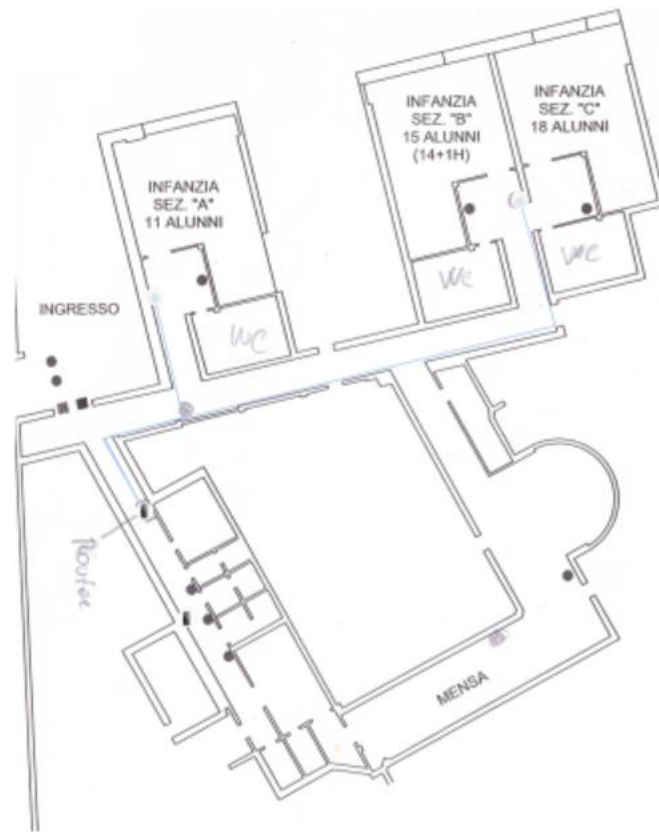 INFANZIA
SEZ. "B"
15 ALUNNI
(14+1H)
INFANZIA
SEZ. "C"
18 ALUNNI
INFANZIA
SEZ. "A"
11 ALUNNI
WC
WC
INGRESSO
WC
Router
MENSA